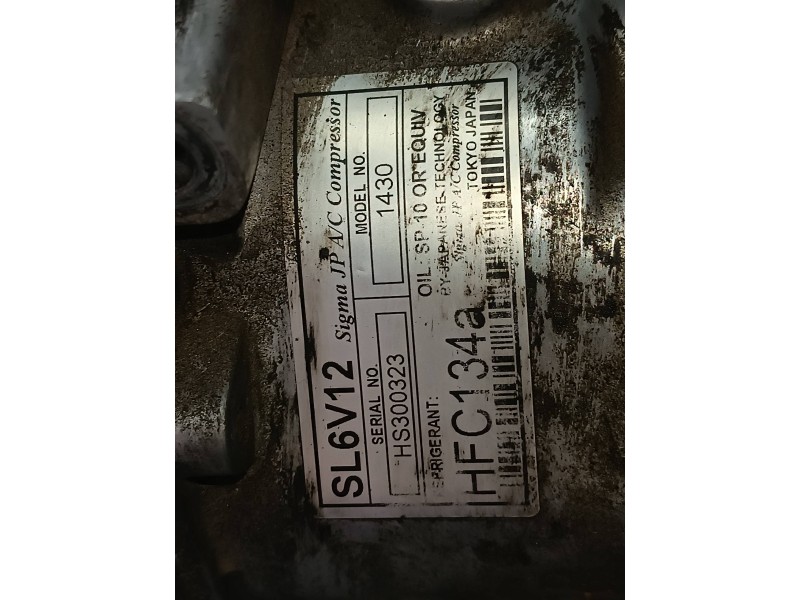 SL6V12 Sigma JP A/C Compressor
SERIAL NO. MODEL NO.
HS300323 1430
EPRIGERANT: OIL: SP 10 OR EQUIV
BY JAPANESE TECHNOLOGY
HFC134a Sigma JP A/C Compressor
TOKYO JAPAN